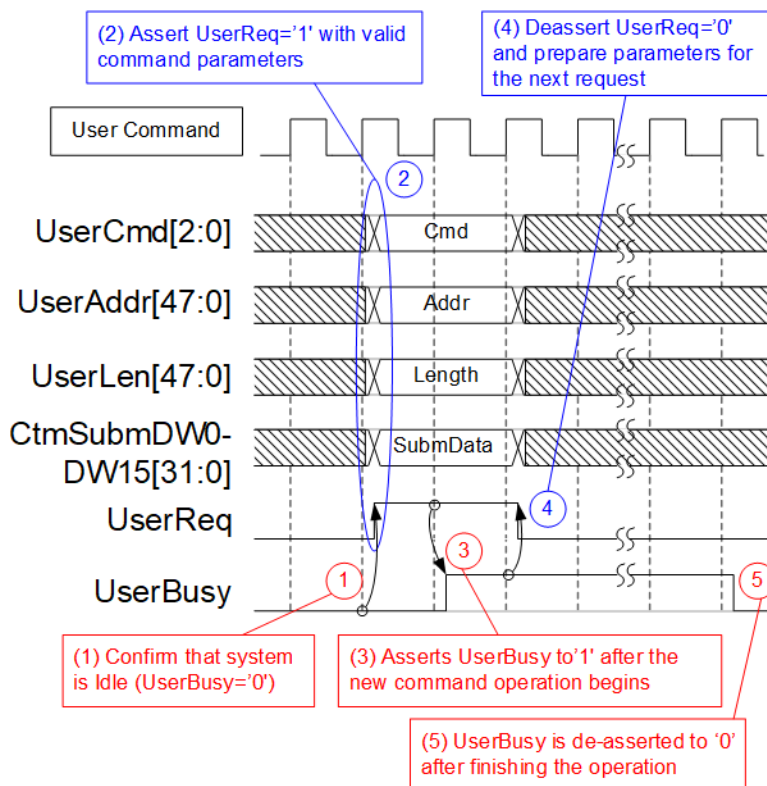 (2) Assert UserReq='1' with valid
command parameters
(4) Deassert UserReq='0'
and prepare parameters for
the next request
User Command
2
UserCmd[2:0]
Cmd
UserAddr[47:0]
Addr
UserLen[47:0]
Length
CtmSubmDW0-
DW15[31:0]
SubmData
UserReq
4
3
UserBusy
1
5
(1) Confirm that system
is Idle (UserBusy='0')
(3) Asserts UserBusy to'1' after the
new command operation begins
(5) UserBusy is de-asserted to ‘0’
after finishing the operation